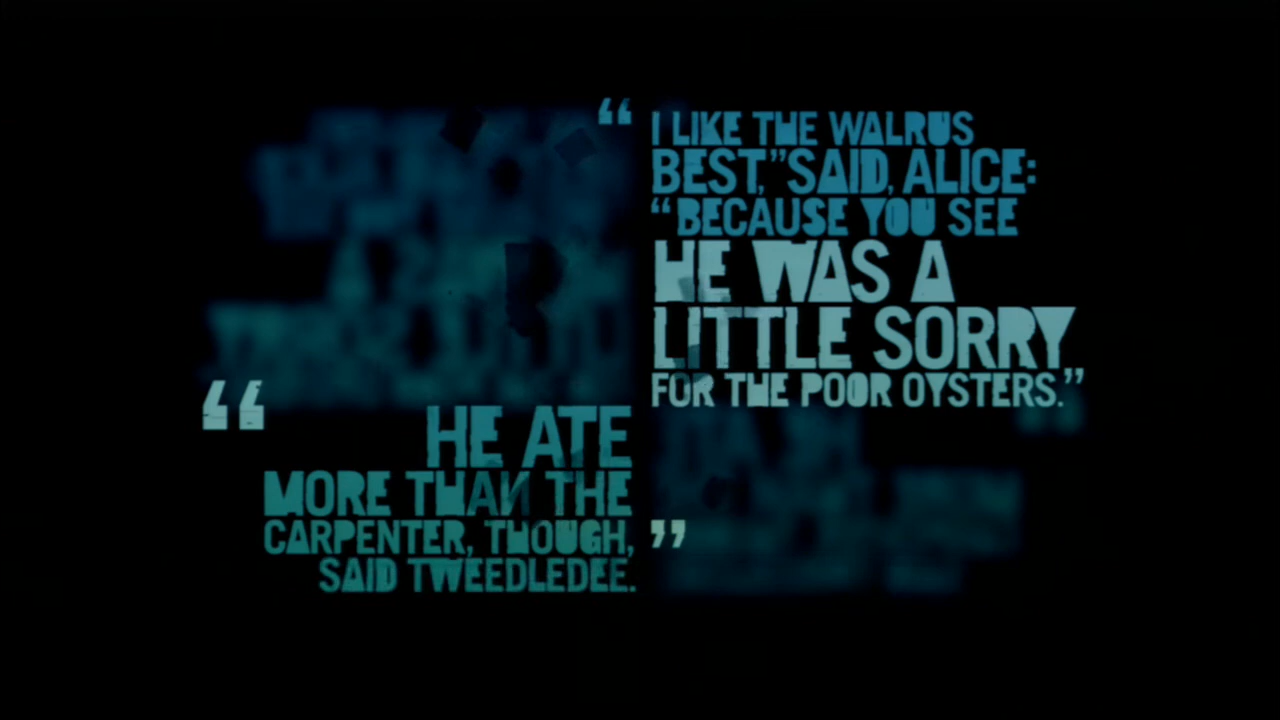 “I LIKE THE WALRUS
BEST,”SAID, ALICE:
“BECAUSE YOU SEE
HE WAS A
LITTLE SORRY
FOR THE POOR OYSTERS.”
“HE ATE
MORE THAN THE
CARPENTER, THOUGH,”
SAID TWEEDLEDEE.